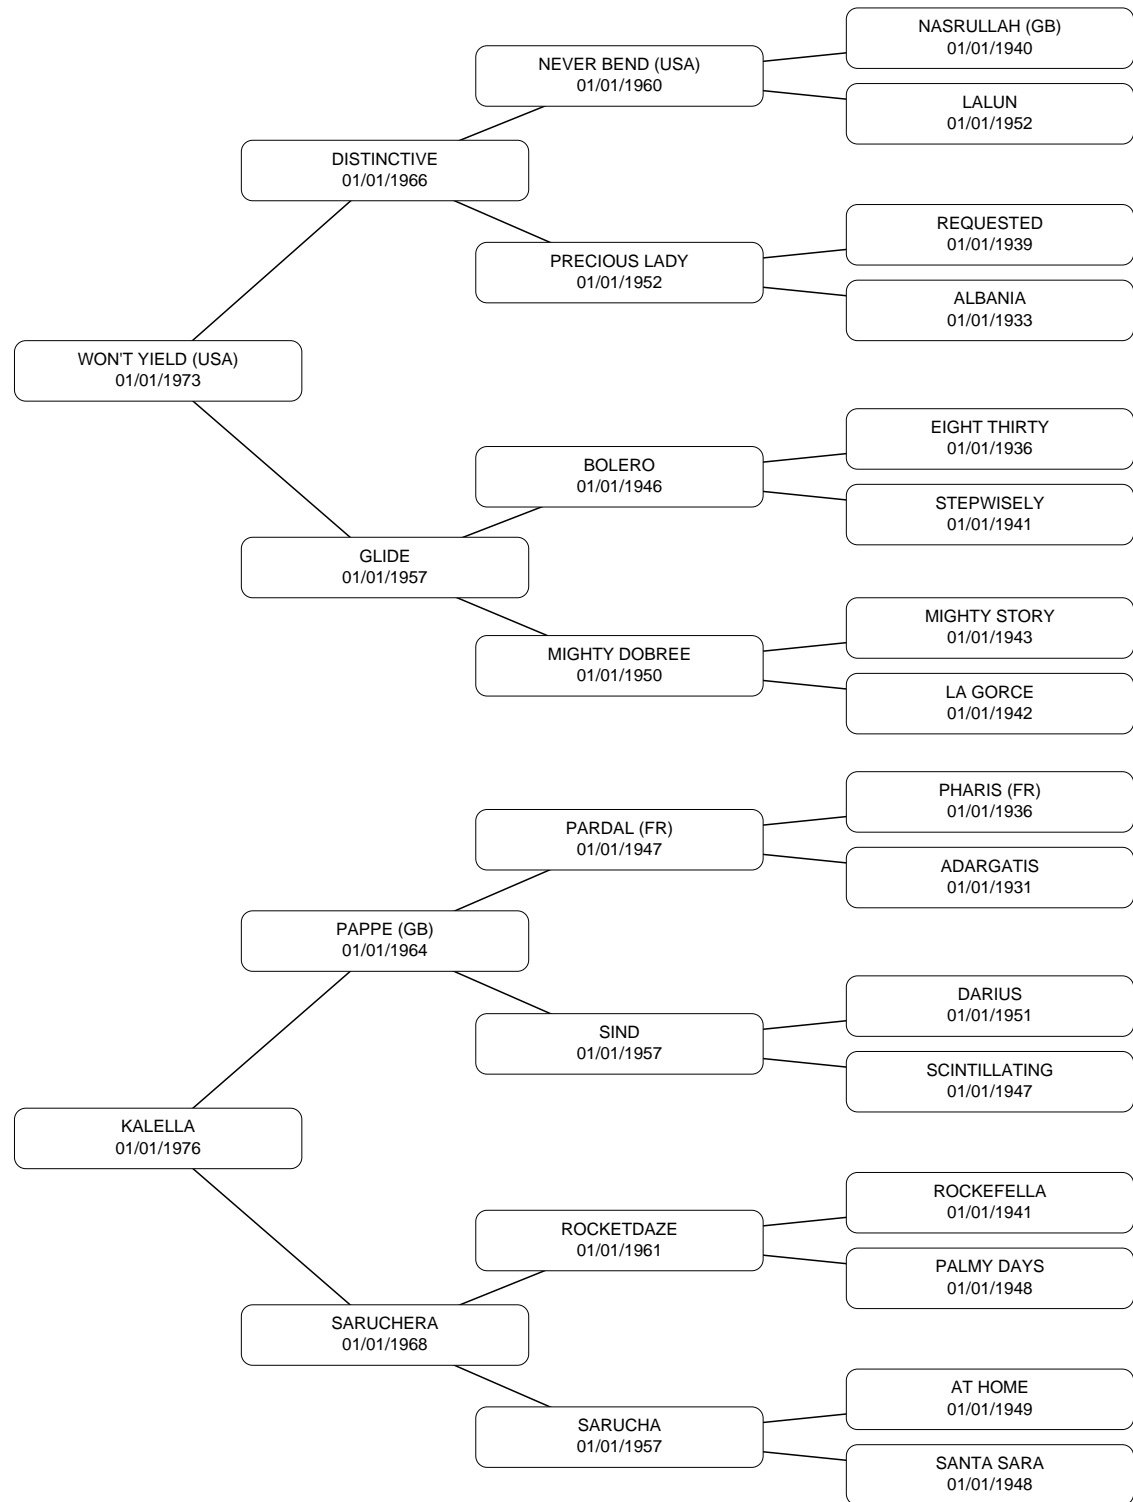 NASRULLAH (GB)
01/01/1940
NEVER BEND (USA)
01/01/1960
LALUN
01/01/1952
DISTINCTIVE
01/01/1966
REQUESTED
01/01/1939
PRECIOUS LADY
01/01/1952
ALBANIA
01/01/1933
WON'T YIELD (USA)
01/01/1973
EIGHT THIRTY
01/01/1936
BOLERO
01/01/1946
STEPWISELY
01/01/1941
GLIDE
01/01/1957
MIGHTY STORY
01/01/1943
MIGHTY DOBREE
01/01/1950
LA GORCE
01/01/1942
PHARIS (FR)
01/01/1936
PARDAL (FR)
01/01/1947
ADARGATIS
01/01/1931
PAPPE (GB)
01/01/1964
DARIUS
01/01/1951
SIND
01/01/1957
SCINTILLATING
01/01/1947
KALELLA
01/01/1976
ROCKEFELLA
01/01/1941
ROCKETDAZE
01/01/1961
PALMY DAYS
01/01/1948
SARUCHERA
01/01/1968
AT HOME
01/01/1949
SARUCHA
01/01/1957
SANTA SARA
01/01/1948